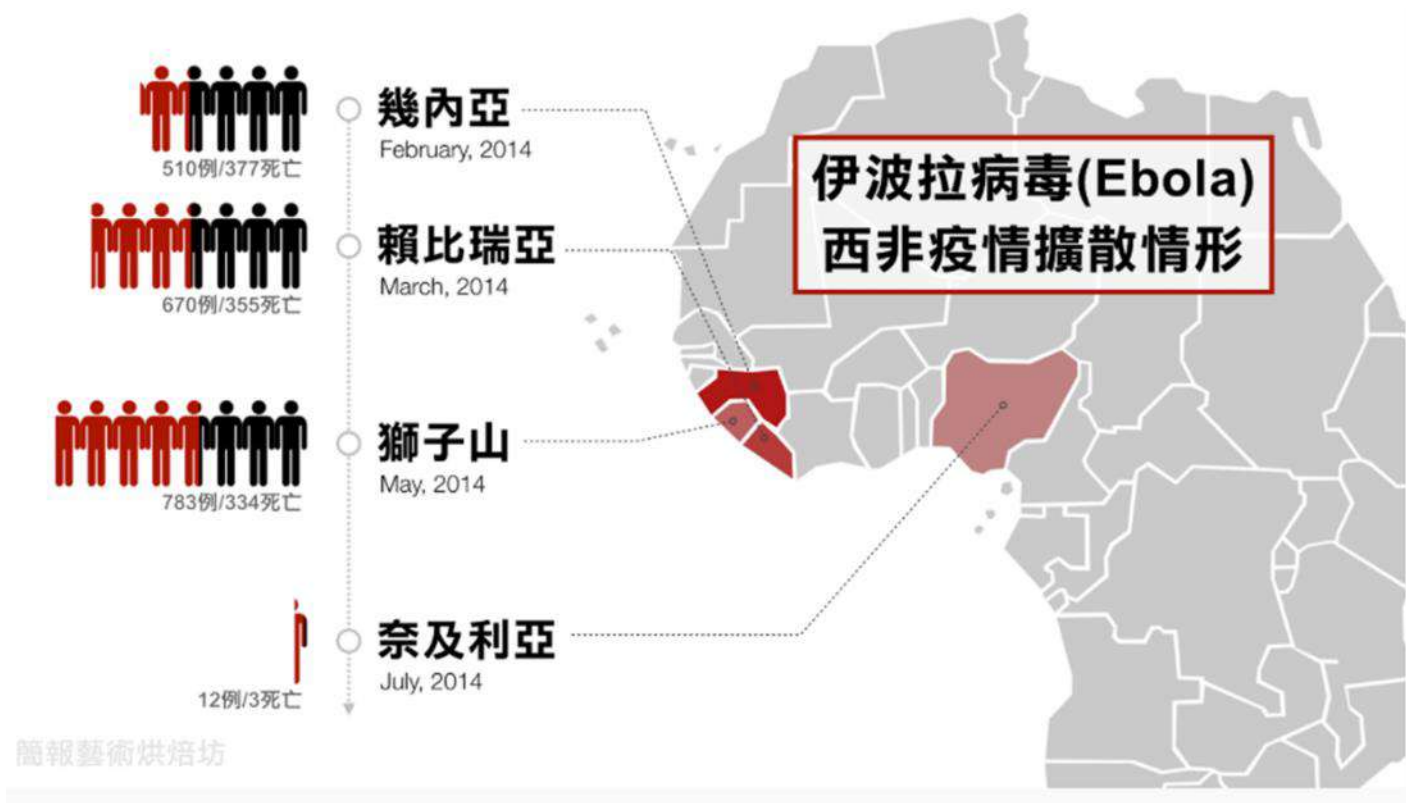 伊波拉病毒(Ebola)
西非疫情擴散情形
幾內亞
February, 2014
510例/377死亡
賴比瑞亞
March, 2014
670例/355死亡
獅子山
May, 2014
783例/334死亡
奈及利亞
July, 2014
12例/3死亡
簡報藝術烘焙坊